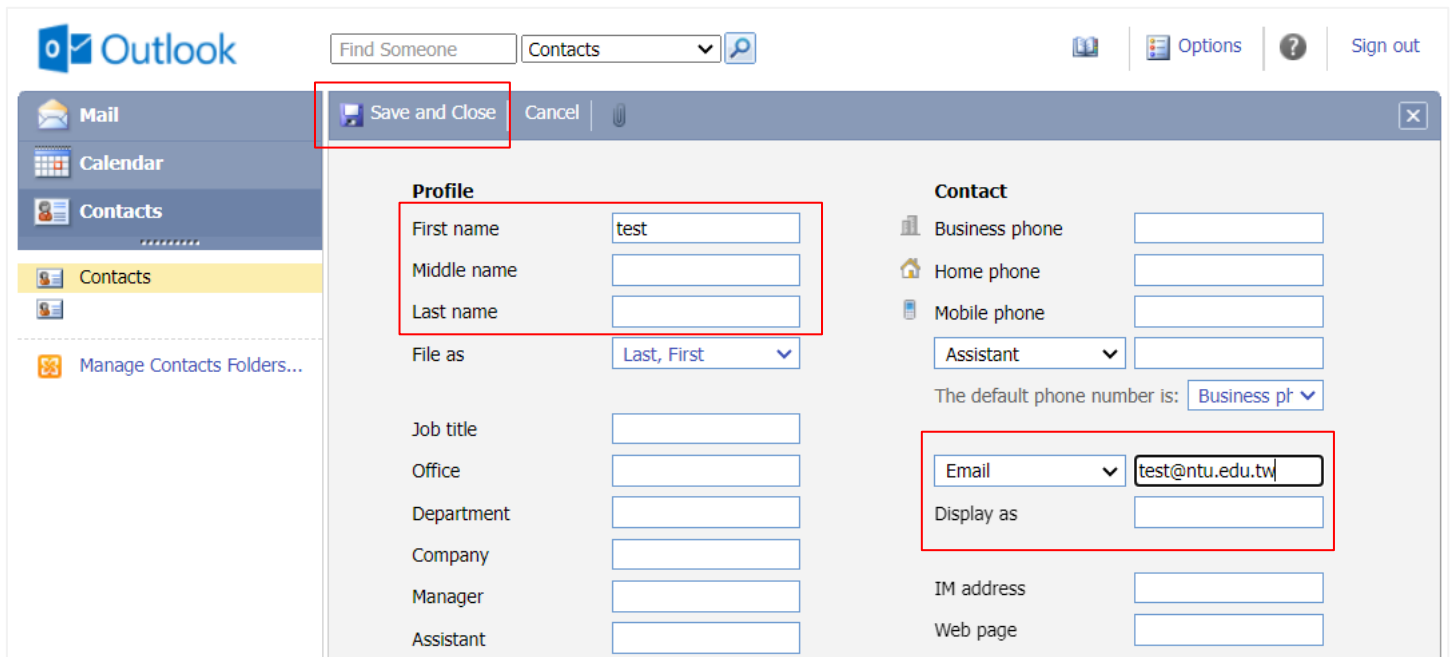 Outlook
Find Someone
Contacts
Options
Sign out
Mail
Calendar
Contacts
Contacts
Manage Contacts Folders...
Save and Close
Cancel
Profile
First name test
Middle name
Last name
File as Last, First
Job title
Office
Department
Company
Manager
Assistant
Contact
Business phone
Home phone
Mobile phone
Assistant
The default phone number is: Business ph
Email test@ntu.edu.tw
Display as
IM address
Web page